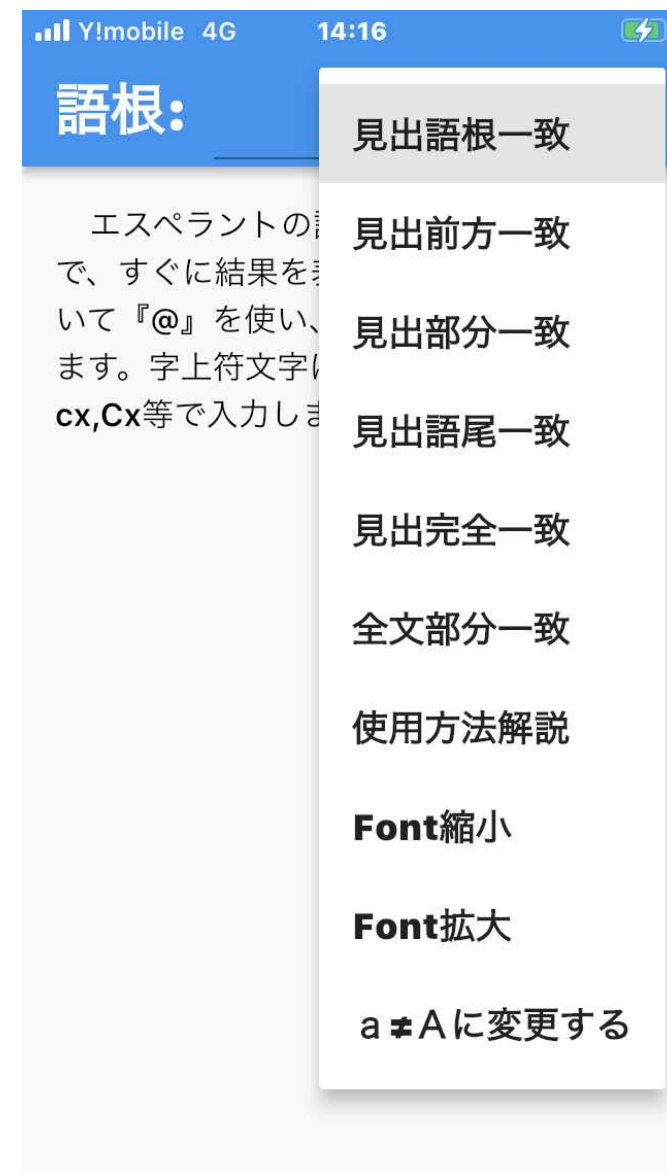 Y!mobile 4G 14:16
語根:
エスペラントの
で、すぐに結果を
いて『@』を使い、
ます。字上符文字
cx,Cx等で入力しま
見出語根一致
見出前方一致
見出部分一致
見出語尾一致
見出完全一致
全文部分一致
使用方法解説
Font縮小
Font拡大
a≠Aに変更する